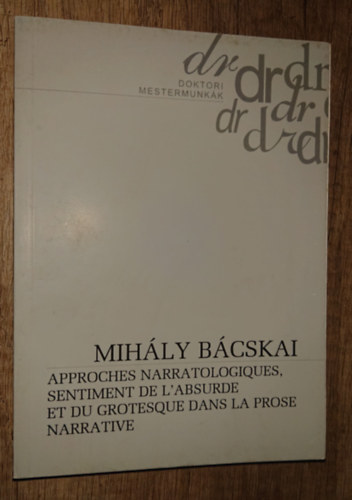 dr dr dr
DOKTORI
MESTERMUNKÁK
dr
dr dr dr
MIHÁLY BÁCSKAI
APPROCHES NARRATOLOGIQUES,
SENTIMENT DE L'ABSURDE
ET DU GROTESQUE DANS LA PROSE
NARRATIVE